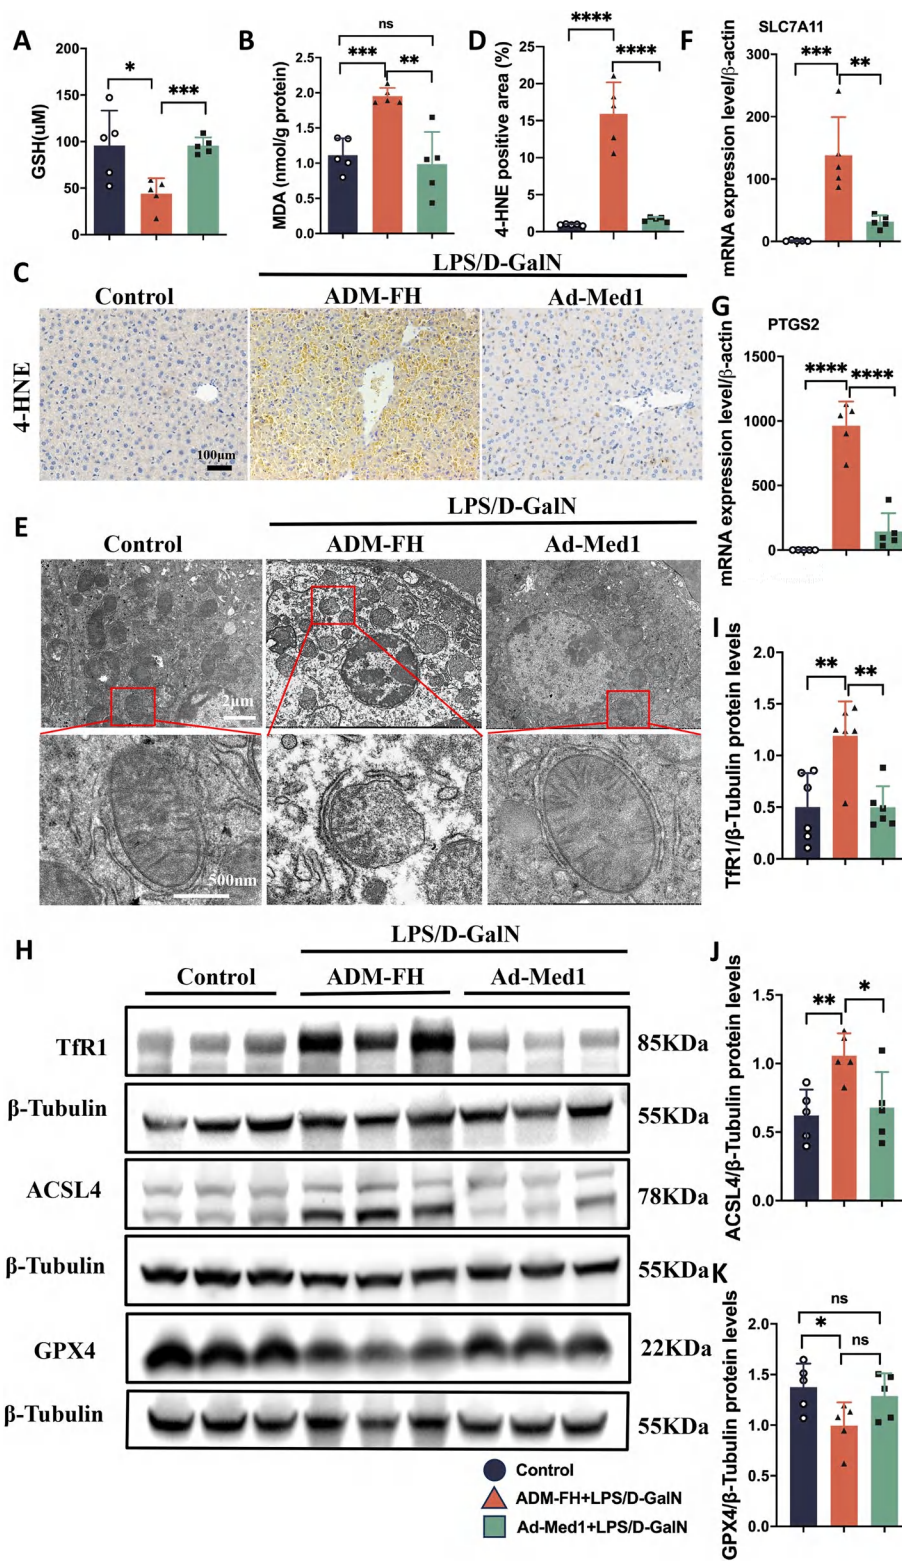 A
GSH(uM)
200
150
100
50
0
*
***
B
MDA (nmol/g protein)
2.5
2.0
1.5
1.0
0.5
0.0
ns
***
**
D
4-HNE positive area (%)
25
20
15
10
5
0
****
****
F
SLC7A11
mRNA expression level/β-actin
300
200
100
0
***
**
C
LPS/D-GalN
Control
ADM-FH
Ad-Med1
4-HNE
100μm
G
PTGS2
mRNA expression level/β-actin
1500
1000
500
0
****
****
E
LPS/D-GalN
Control
ADM-FH
Ad-Med1
2μm
500nm
I
TfR1/β-Tubulin protein levels
2.0
1.5
1.0
0.5
0.0
**
**
H
LPS/D-GalN
Control
ADM-FH
Ad-Med1
TfR1
85KDa
β-Tubulin
55KDa
ACSL4
78KDa
β-Tubulin
55KDa
GPX4
22KDa
β-Tubulin
55KDa
J
ACSL4/β-Tubulin protein levels
1.5
1.0
0.5
0.0
**
*
K
GPX4/β-Tubulin protein levels
2.0
1.5
1.0
0.5
0.0
ns
*
ns
Control
ADM-FH+LPS/D-GalN
Ad-Med1+LPS/D-GalN